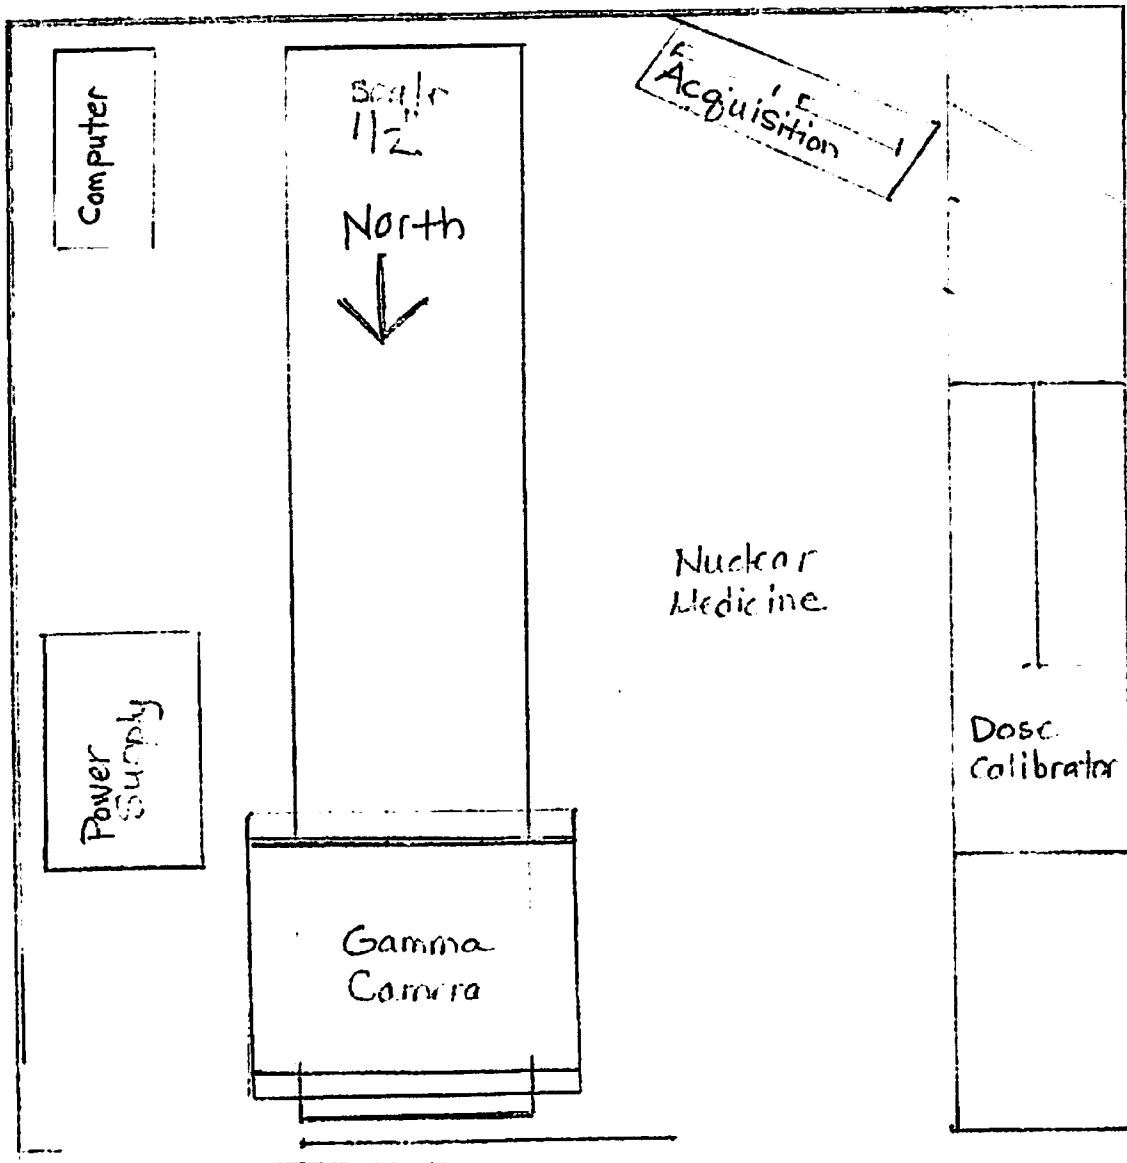 Computer
Scale
1/2"
North
Acquisition
Nuclear
Medicine
Power
Supply
Dose
Calibrator
Gamma
Camera